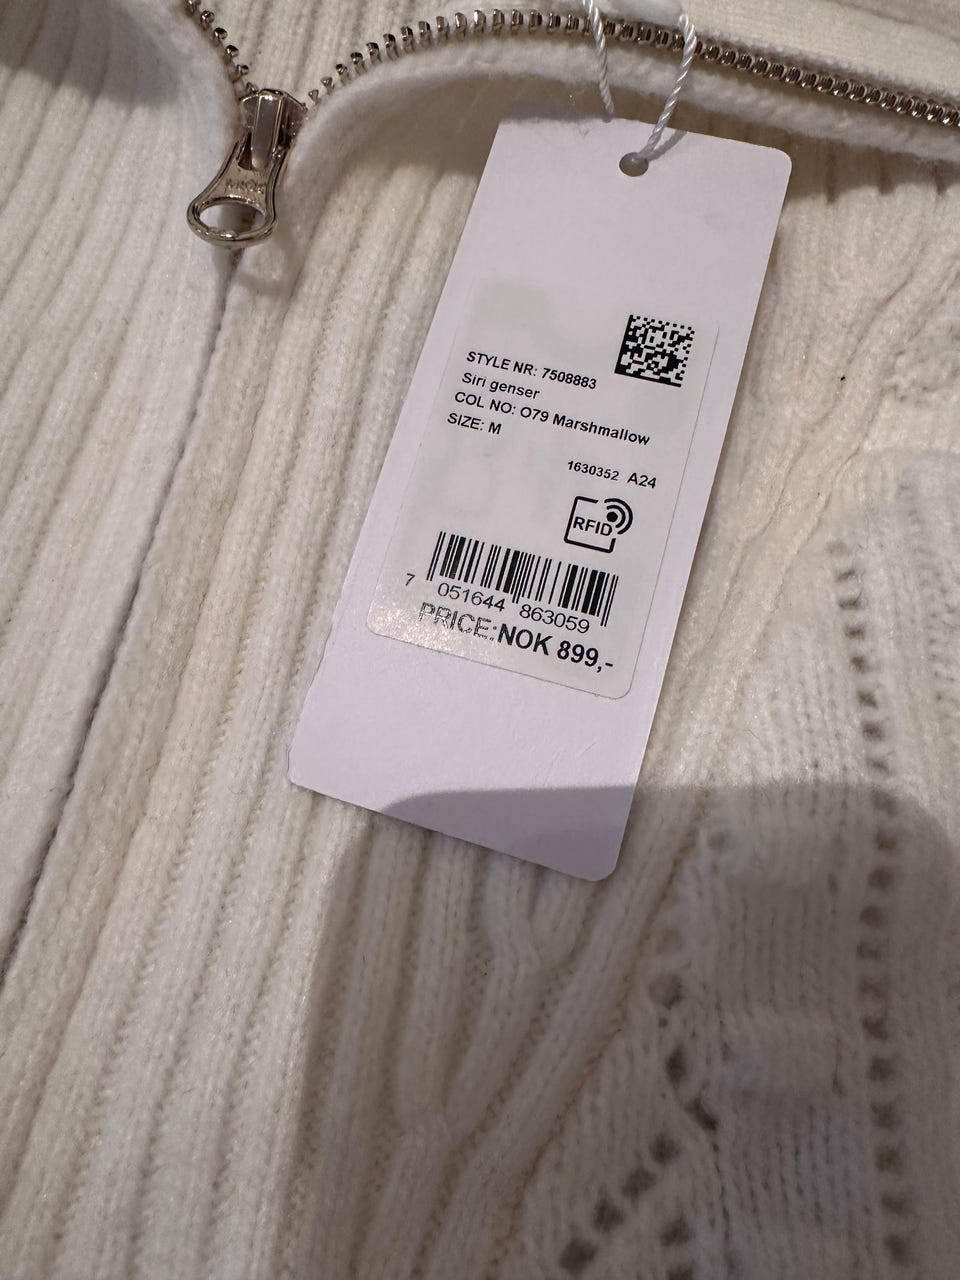 STYLE NR: 7508883
Siri genser
COL NO: O79 Marshmallow
SIZE: M
1630352 A24
RFID
7 051644 863059
PRICE:NOK 899,-